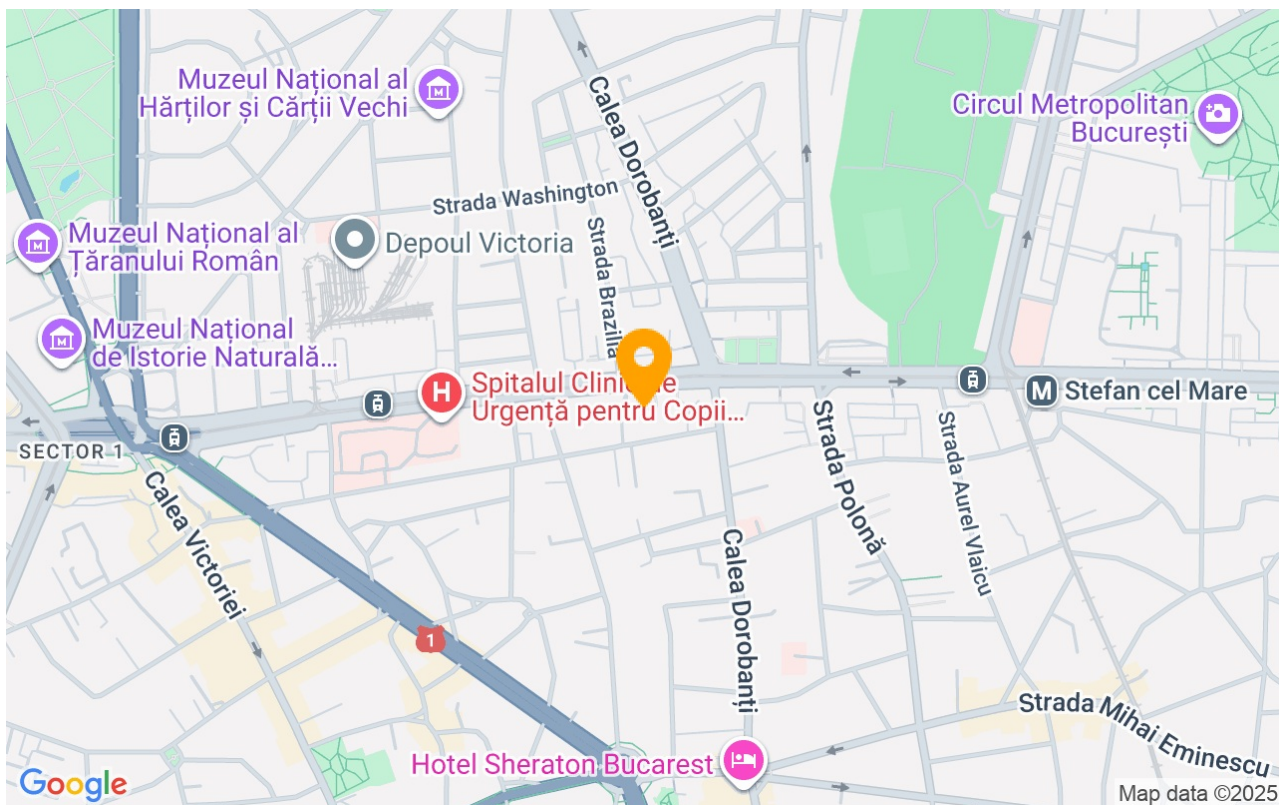 Muzeul Național al
Hărților și Cărții Vechi
Calea Dorobanți
Circul Metropolitan
București
Strada Washington
Muzeul Național al
Țăranului Român
Depoul Victoria
Strada Brazilia
Muzeul Național
de Istorie Naturală...
H
Spitalul Clinic
Urgență pentru Copii...
M
Stefan cel Mare
SECTOR 1
Calea Victoriei
Strada Polonă
Strada Aurel Vlaicu
Calea Dorobanți
1
Strada Mihai Eminescu
Hotel Sheraton Bucarest
Google
Map data ©2025